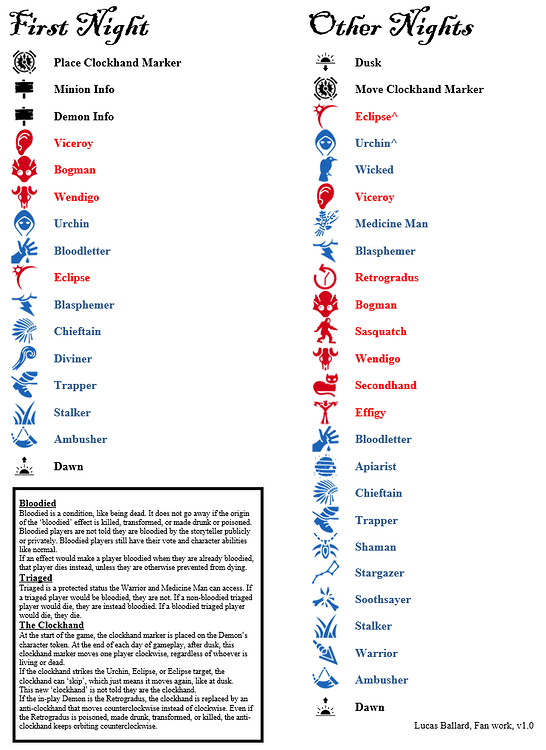 First Night
Place Clockhand Marker
Minion Info
Demon Info
Viceroy
Bogman
Wendigo
Urchin
Bloodletter
Eclipse
Blasphemer
Chieftain
Diviner
Trapper
Stalker
Ambusher
Dawn
Bloodied
Bloodied is a condition, like being dead. It does not go away if the origin
of the ‘bloodied’ effect is killed, transformed, or made drunk or poisoned.
Bloodied players are not told they are bloodied by the storyteller publicly
or privately. Bloodied players still have their vote and character abilities
like normal.
If an effect would make a player bloodied when they are already bloodied,
that player dies instead, unless they are otherwise prevented from dying.
Triaged
Triaged is a protected status the Warrior and Medicine Man can access. If
a triaged player would be bloodied, they are not. If a non-bloodied triaged
player would die, they are instead bloodied. If a bloodied triaged player
would die, they die.
The Clockhand
At the start of the game, the clockhand marker is placed on the Demon’s
character token. At the end of each day of gameplay, after dusk, this
clockhand marker moves one player clockwise, regardless of whoever is
living or dead.
If the clockhand strikes the Urchin, Eclipse, or Eclipse target, the
clockhand can ‘skip’, which just means it moves again, like at dusk.
This new ‘clockhand’ is not told they are the clockhand.
If the in-play Demon is the Retrogradus, the clockhand is replaced by an
anti-clockhand that moves counterclockwise instead of clockwise. Even if
the Retrogradus is poisoned, made drunk, transformed, or killed, the anti-
clockhand keeps orbiting counterclockwise.
Other Nights
Dusk
Move Clockhand Marker
Eclipse^
Urchin^
Wicked
Viceroy
Medicine Man
Blasphemer
Retrogradus
Bogman
Sasquatch
Wendigo
Secondhand
Effigy
Bloodletter
Apiarist
Chieftain
Trapper
Shaman
Stargazer
Soothsayer
Stalker
Warrior
Ambusher
Dawn
Lucas Ballard, Fan work, v1.0